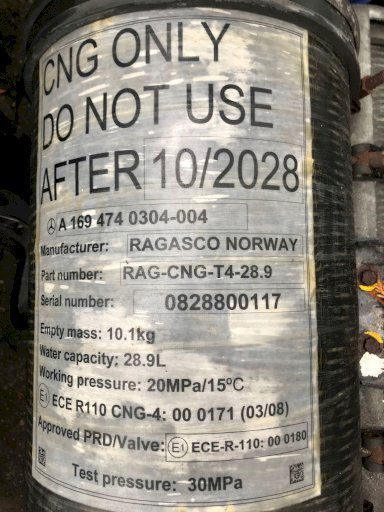 CNG ONLY
DO NOT USE
AFTER 10/2028
A 169 474 0304-004
Manufacturer: RAGASCO NORWAY
Part number: RAG-CNG-T4-28.9
Serial number: 0828800117
Empty mass: 10.1kg
Water capacity: 28.9L
Working pressure: 20MPa/15ºC
E1 ECE R110 CNG-4: 00 0171 (03/08)
Approved PRD/Valve: E1 ECE-R-110: 00 0180
Test pressure: 30MPa